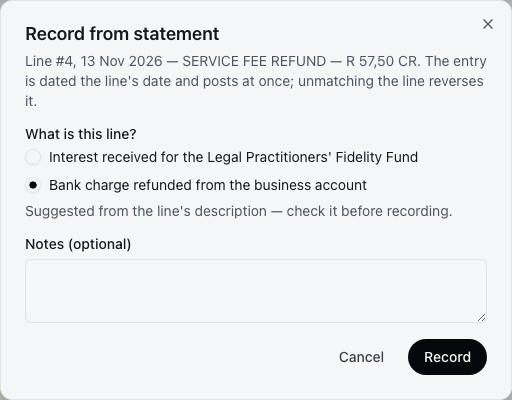 Record from statement
Line #4, 13 Nov 2026 — SERVICE FEE REFUND — R 57,50 CR. The entry
is dated the line's date and posts at once; unmatching the line reverses
it.
What is this line?
Interest received for the Legal Practitioners' Fidelity Fund
Bank charge refunded from the business account
Suggested from the line's description — check it before recording.
Notes (optional)
Cancel
Record